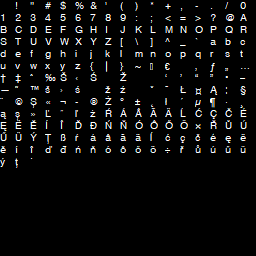 ! " # $ % & ' ( ) * + , - . / 0
1 2 3 4 5 6 7 8 9 : ; < = > ? @ A
B C D E F G H I J K L M N O P Q R
S T U V W X Y Z [ \ ] ^ _ ` a b c
d e f g h i j k l m n o p q r s t
u v w x y z { | } ~ ▯ € ‚ „ …
† ‡ ‰ Š ‹ Ś Ť Ž Ź ‘ ’ “ ” • –
— ™ š › ś ť ž ź ˇ ˘ Ł ¤ Ą ¦ §
¨ © Ş « ¬ - ® Ż ° ± ˛ ł ´ µ ¶ · ¸
ą ş » Ľ ˝ ľ ż Ŕ Á Â Ă Ä Ĺ Ć Ç Č É
Ę Ë Ě Í Î Ď Đ Ń Ň Ó Ô Ő Ö × Ř Ů Ú
Ű Ü Ý Ţ ß ŕ á â ă ä ĺ ć ç č é ę ë
ě í î ď đ ń ň ó ô ő ö ÷ ř ů ú ű ü
ý ţ ˙